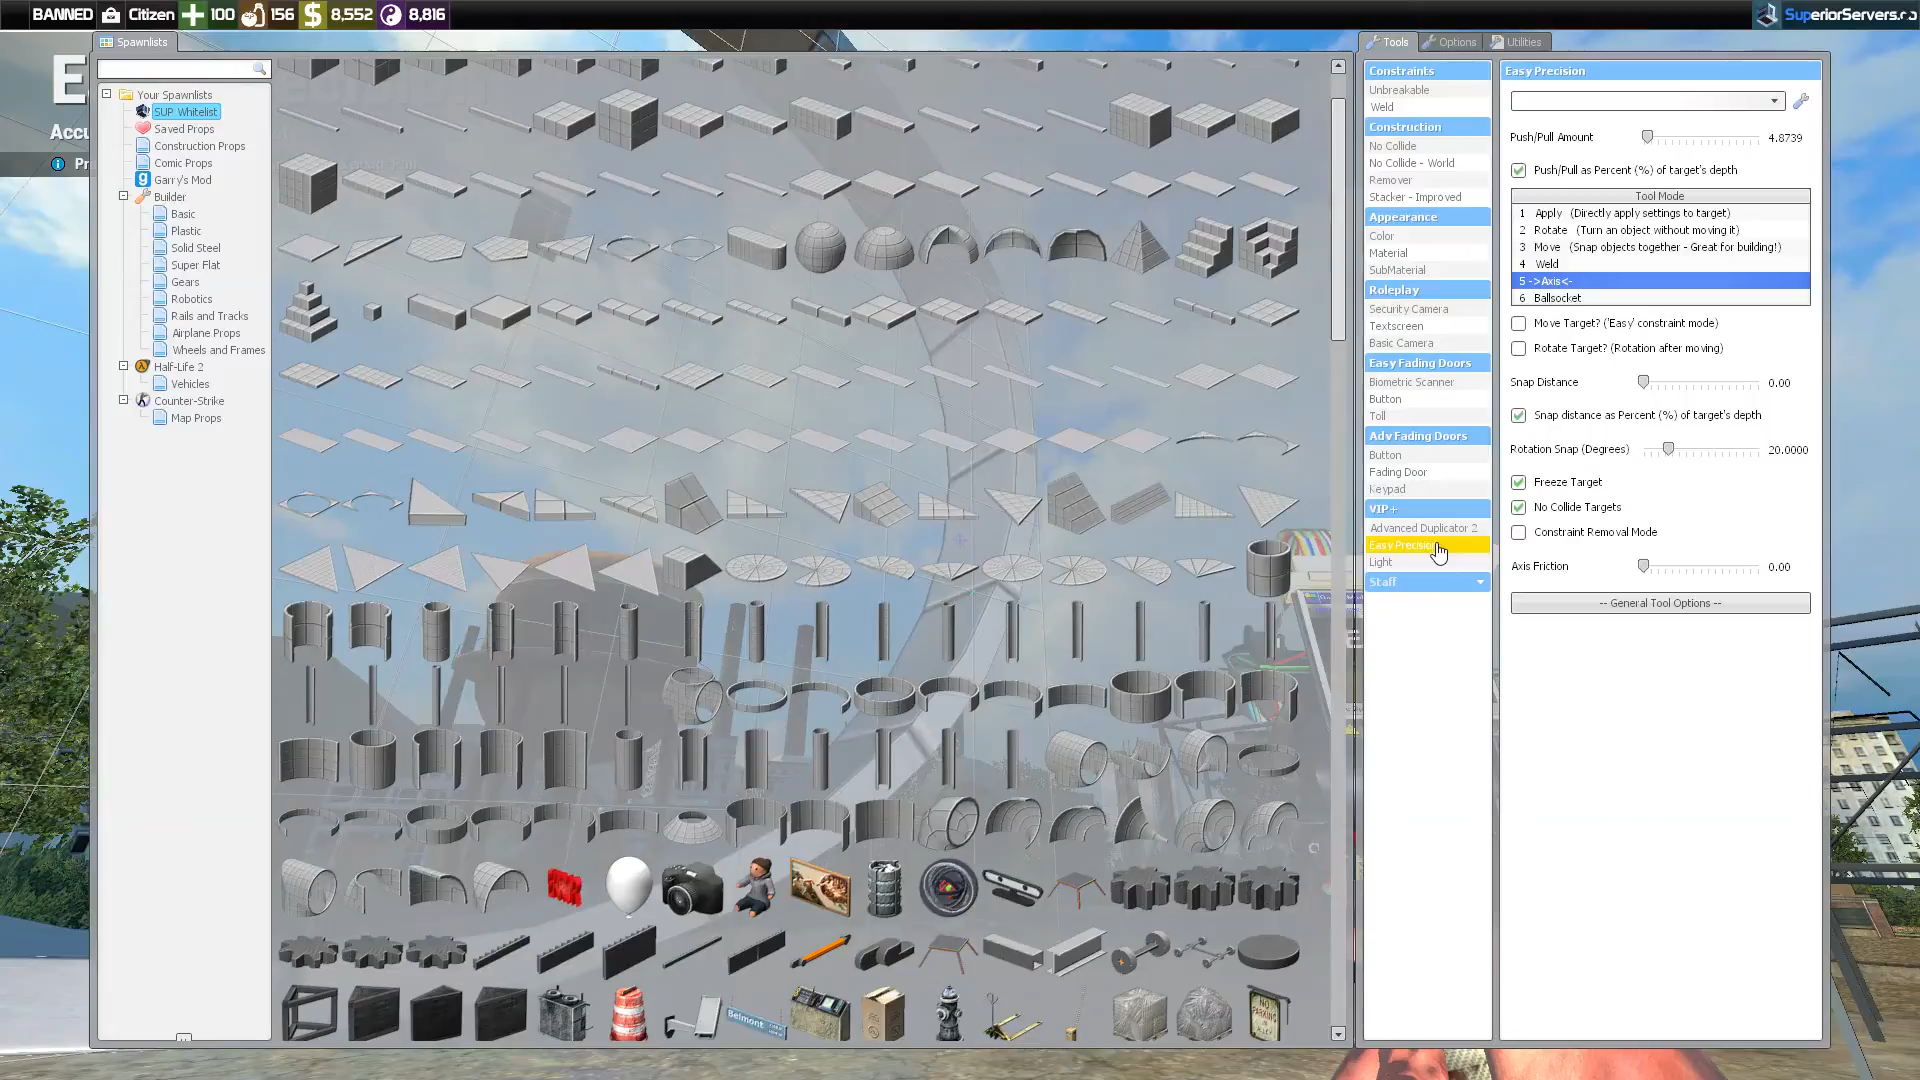 BANNED Citizen 100 156 $ 8,552 8,816
SUPERIORSERVERS.CO
Spawnlists
Your Spawnlists
SUP Whitelist
Saved Props
Construction Props
Comic Props
Garry's Mod
Builder
Basic
Plastic
Solid Steel
Super Flat
Gears
Robotics
Rails and Tracks
Airplane Props
Wheels and Frames
Half-Life 2
Vehicles
Counter-Strike
Map Props
Belmont
NO
PARKING
Tools Options Utilities
Constraints
Unbreakable
Weld
Construction
No Collide
No Collide - World
Remover
Stacker - Improved
Appearance
Color
Material
SubMaterial
Roleplay
Security Camera
Textscreen
Basic Camera
Easy Fading Doors
Biometric Scanner
Button
Toll
Adv Fading Doors
Button
Fading Door
Keypad
VIP+
Advanced Duplicator 2
Easy Precision
Light
Staff
Easy Precision
Push/Pull Amount 4.8739
Push/Pull as Percent (%) of target's depth
Tool Mode
1 Apply (Directly apply settings to target)
2 Rotate (Turn an object without moving it)
3 Move (Snap objects together - Great for building!)
4 Weld
5 ->Axis<-
6 Ballsocket
Move Target? ('Easy' constraint mode)
Rotate Target? (Rotation after moving)
Snap Distance 0.00
Snap distance as Percent (%) of target's depth
Rotation Snap (Degrees) 20.0000
Freeze Target
No Collide Targets
Constraint Removal Mode
Axis Friction 0.00
-- General Tool Options --